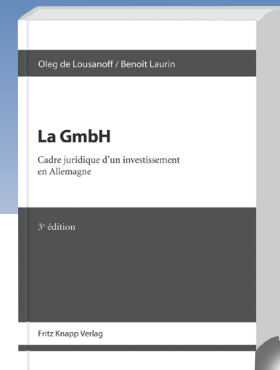 Oleg de Lousanoff / Benoît Laurin
La GmbH
Cadre juridique d'un investissement
en Allemagne
3e édition
Fritz Knapp Verlag